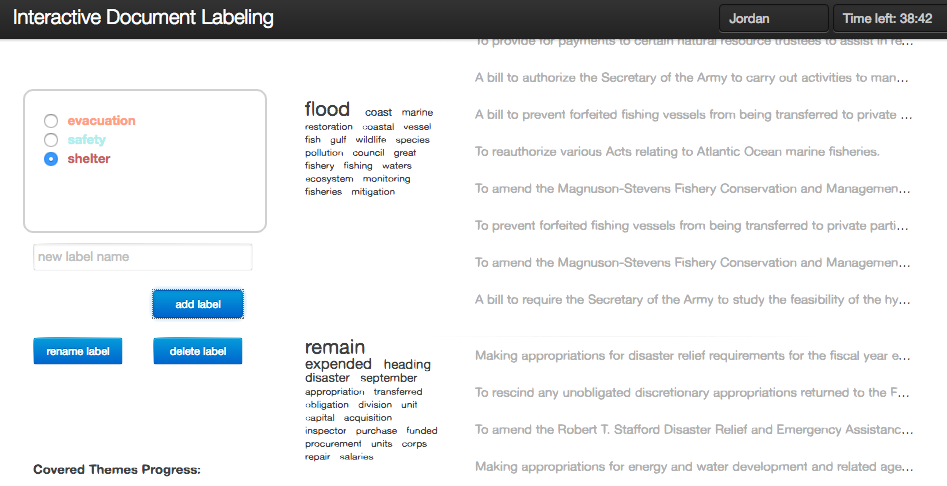 Interactive Document Labeling
Jordan
Time left: 38:42
evacuation
safety
shelter
new label name
add label
rename label
delete label
Covered Themes Progress:
flood coast marine
restoration coastal vessel
fish gulf wildlife species
pollution council great
fishery fishing waters
ecosystem monitoring
fisheries mitigation
To provide for payments to certain natural resource trustees to assist in re...
A bill to authorize the Secretary of the Army to carry out activities to man...
A bill to prevent forfeited fishing vessels from being transferred to private ...
To reauthorize various Acts relating to Atlantic Ocean marine fisheries.
To amend the Magnuson-Stevens Fishery Conservation and Managemen...
To prevent forfeited fishing vessels from being transferred to private parti...
To amend the Magnuson-Stevens Fishery Conservation and Managemen...
A bill to require the Secretary of the Army to study the feasibility of the hy...
remain
expended heading
disaster september
appropriation transferred
obligation division unit
capital acquisition
inspector purchase funded
procurement units corps
repair salaries
Making appropriations for disaster relief requirements for the fiscal year e...
To rescind any unobligated discretionary appropriations returned to the F...
To amend the Robert T. Stafford Disaster Relief and Emergency Assistanc...
Making appropriations for energy and water development and related age...